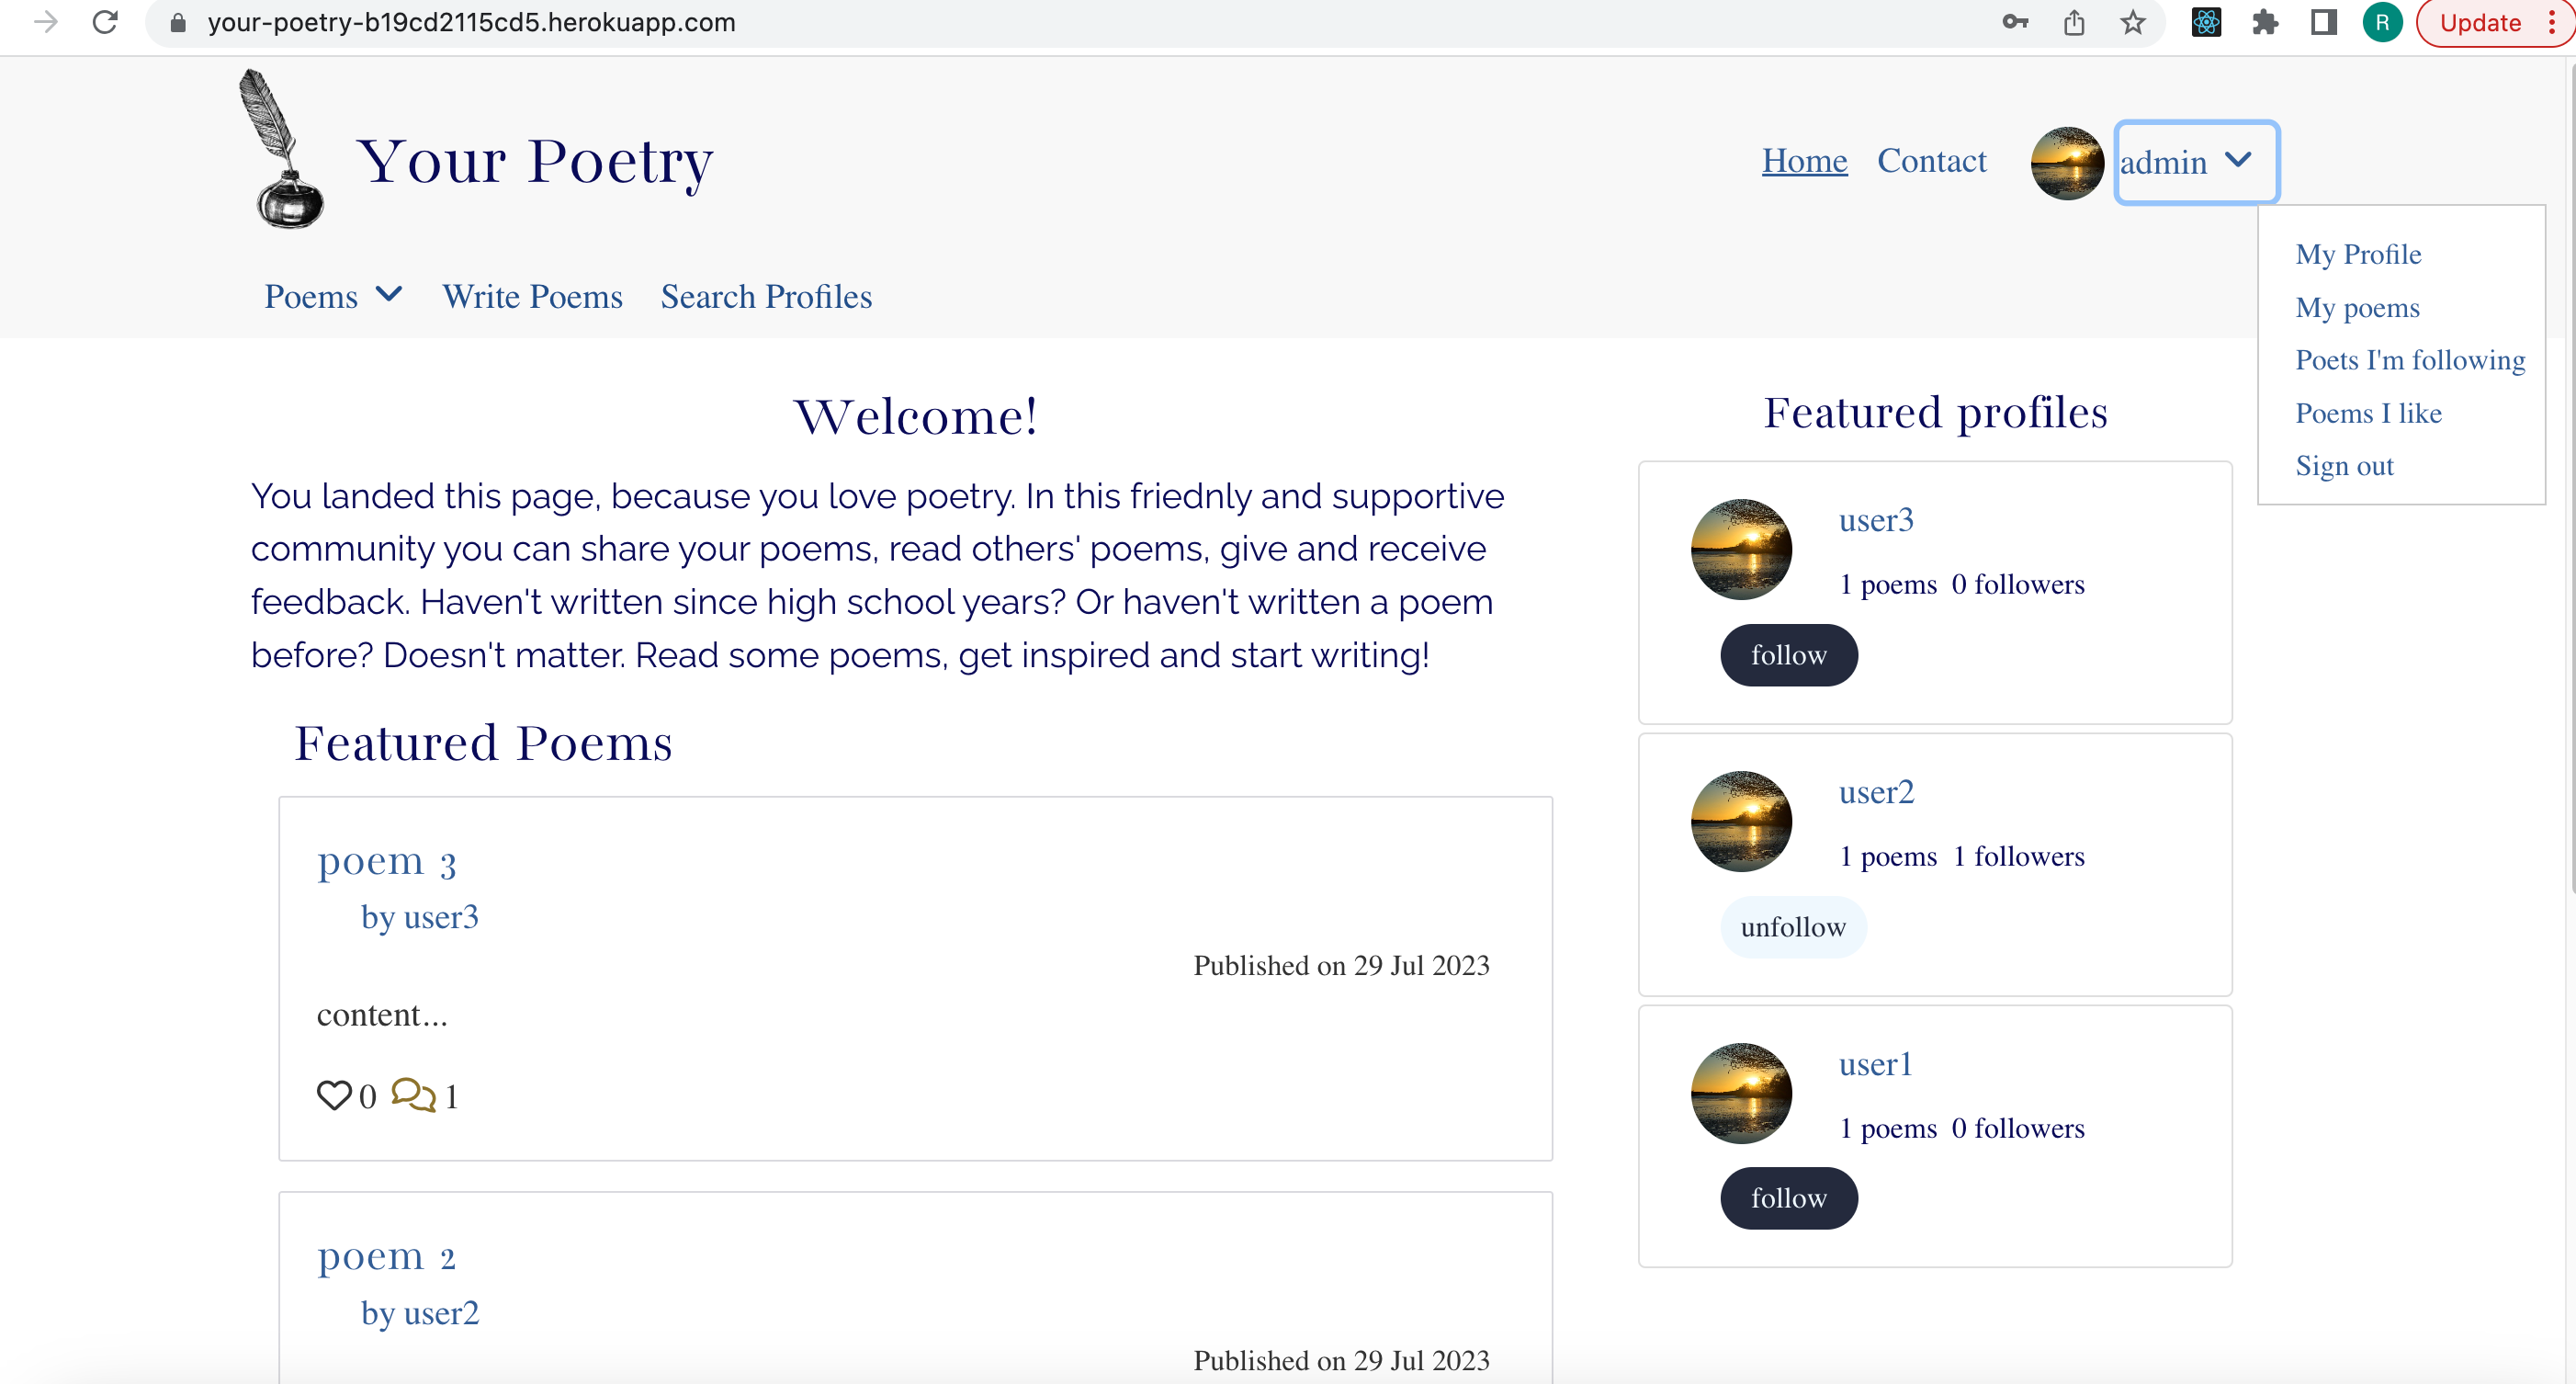 your-poetry-b19cd2115cd5.herokuapp.com
R
Update
Your Poetry
Home Contact admin
My Profile
My poems
Poets I'm following
Poems I like
Sign out
Poems Write Poems Search Profiles
Welcome!
You landed this page, because you love poetry. In this friednly and supportive
community you can share your poems, read others' poems, give and receive
feedback. Haven't written since high school years? Or haven't written a poem
before? Doesn't matter. Read some poems, get inspired and start writing!
Featured Poems
poem 3
by user3
Published on 29 Jul 2023
content...
0 1
poem 2
by user2
Published on 29 Jul 2023
Featured profiles
user3
1 poems 0 followers
follow
user2
1 poems 1 followers
unfollow
user1
1 poems 0 followers
follow